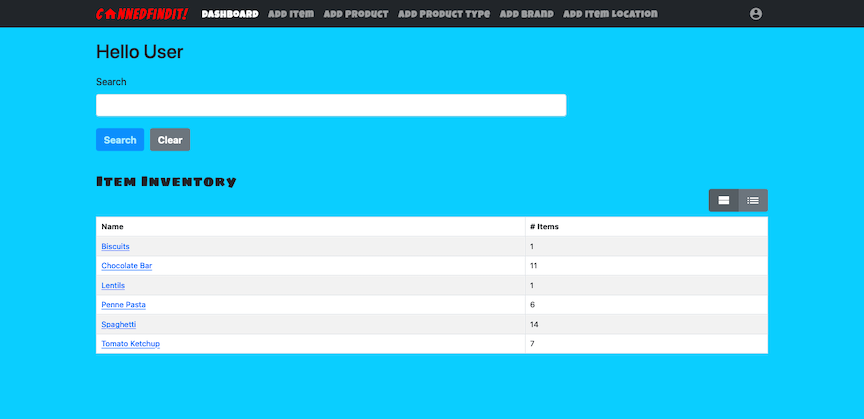 C🏠NNEDFINDIT! Dashboard Add Item Add Product Add Product Type Add Brand Add Item Location
Hello User
Search
Search Clear
Item Inventory
Name # Items
Biscuits 1
Chocolate Bar 11
Lentils 1
Penne Pasta 6
Spaghetti 14
Tomato Ketchup 7